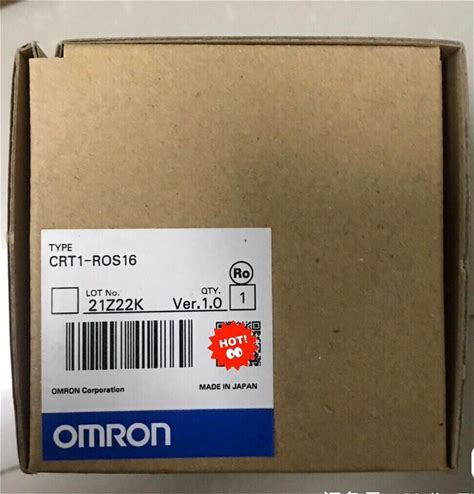 TYPE
CRT1-ROS16
Ro
LOT No. QTY.
21Z22K Ver.1.0 1
HOT!
OMRON Corporation MADE IN JAPAN
OMRON